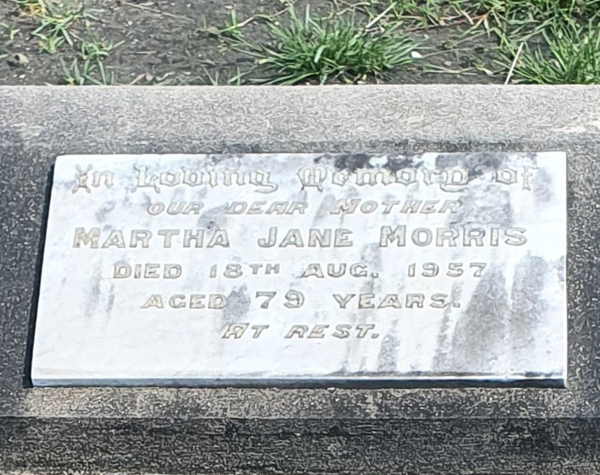 In Loving Memory of
OUR DEAR MOTHER
MARTHA JANE MORRIS
DIED 18TH AUG. 1957
AGED 79 YEARS.
AT REST.